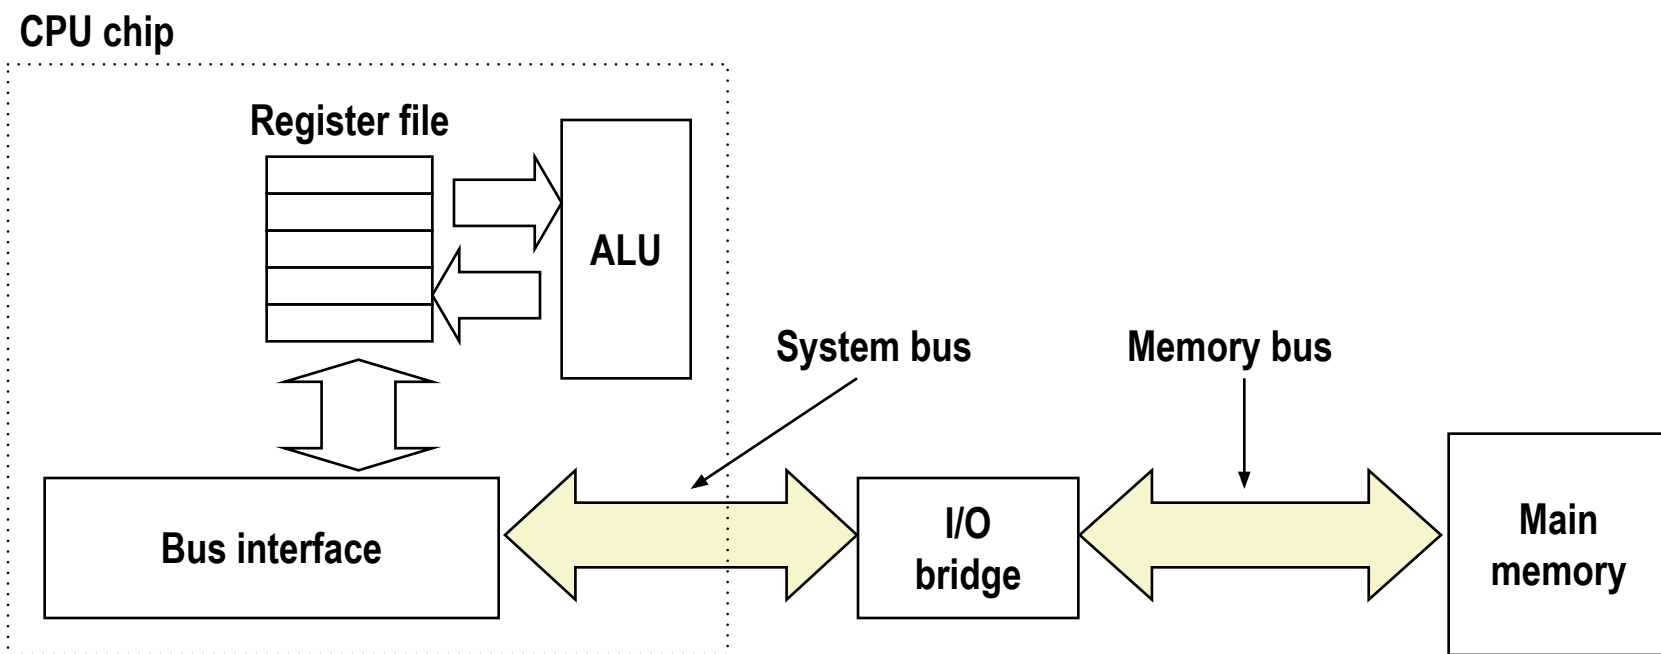 CPU chip
Register file
ALU
System bus
Memory bus
Bus interface
I/O
bridge
Main
memory